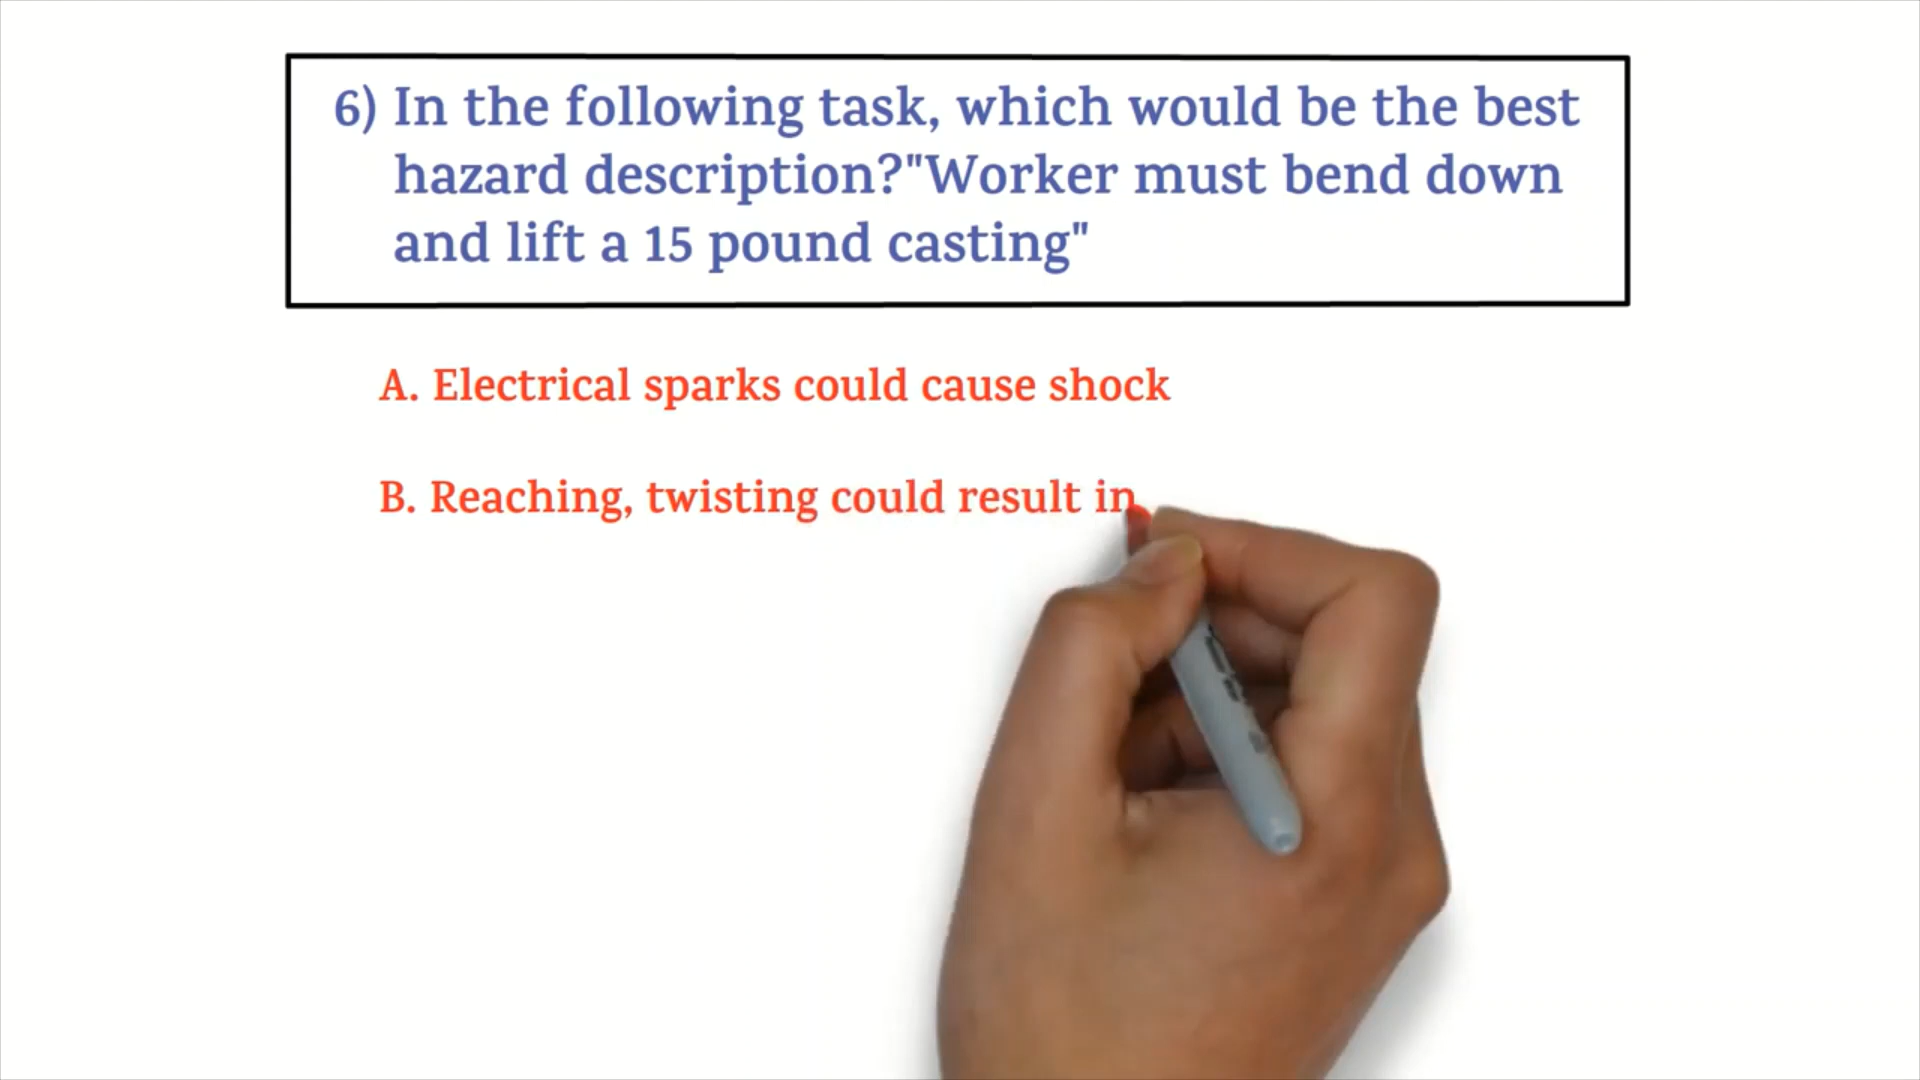 6) In the following task, which would be the best
hazard description?"Worker must bend down
and lift a 15 pound casting"
A. Electrical sparks could cause shock
B. Reaching, twisting could result in